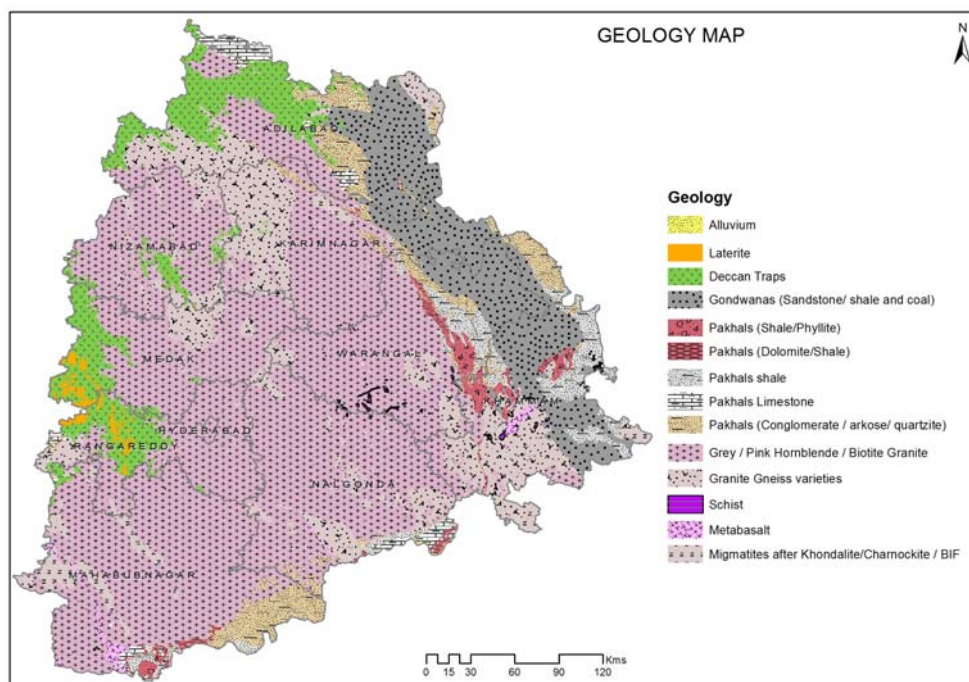 GEOLOGY MAP
N
ADILABAD
NIZAMABAD
KARIMNAGAR
MEDAK
WARANGAL
KHAMMAM
HYDERABAD
RANGAREDD
NALGONDA
MAHABUBNAGAR
Geology
Alluvium
Laterite
Deccan Traps
Gondwanas (Sandstone/ shale and coal)
Pakhals (Shale/Phyllite)
Pakhals (Dolomite/Shale)
Pakhals shale
Pakhals Limestone
Pakhals (Conglomerate / arkose/ quartzite)
Grey / Pink Hornblende / Biotite Granite
Granite Gneiss varieties
Schist
Metabasalt
Migmatites after Khondalite/Charnockite / BIF
0 15 30 60 90 120
Kms